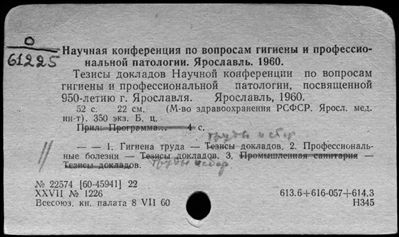 0
61225
Научная конференция по вопросам гигиены и профессио-
нальной патологии. Ярославль. 1960.
Тезисы докладов Научной конференции по вопросам
гигиены и профессиональной патологии, посвященной
950-летию г. Ярославля. Ярославль, 1960.
52 с. 22 см. (М-во здравоохранения РСФСР. Яросл. мед.
ин-т). 350 экз. Б. ц.
Прил: Программа... 4 с.
труды и сбор
— — 1. Гигиена труда — Тезисы докладов. 2. Профессиональ-
ные болезни — Тезисы докладов. 3. Промышленная санитария —
Тезисы докладов. труды и сбор
№ 22574 [60-45941] 22
XXVII № 1226 613.6+616-057+614.3
Всесоюз. кн. палата 8 VII 60 Н345